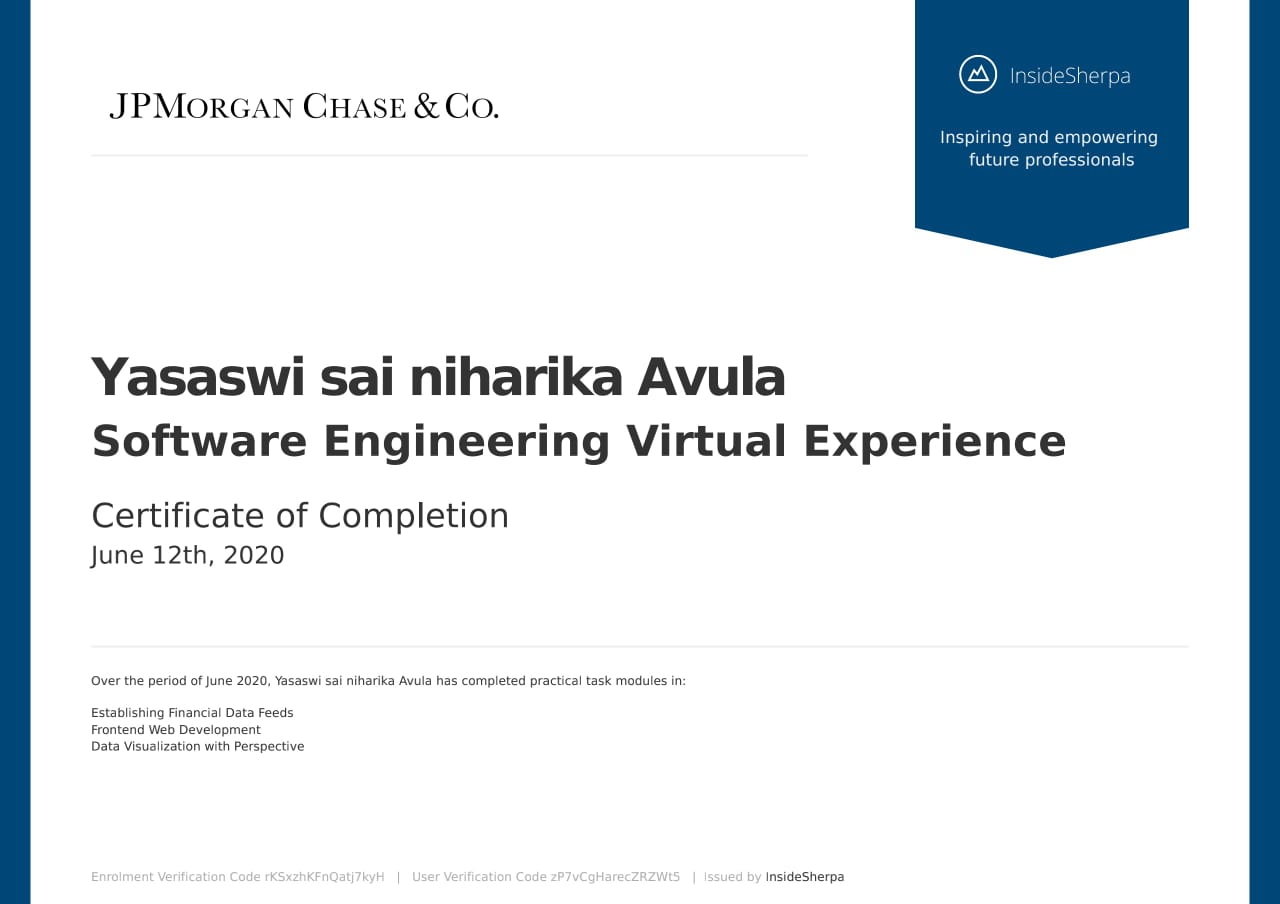 JPMORGAN CHASE & CO.
InsideSherpa
Inspiring and empowering
future professionals
Yasaswi sai niharika Avula
Software Engineering Virtual Experience
Certificate of Completion
June 12th, 2020
Over the period of June 2020, Yasaswi sai niharika Avula has completed practical task modules in:
Establishing Financial Data Feeds
Frontend Web Development
Data Visualization with Perspective
Enrolment Verification Code rKSxzhKFnQatj7kyH | User Verification Code zP7vCgHarecZRZWt5 | Issued by InsideSherpa